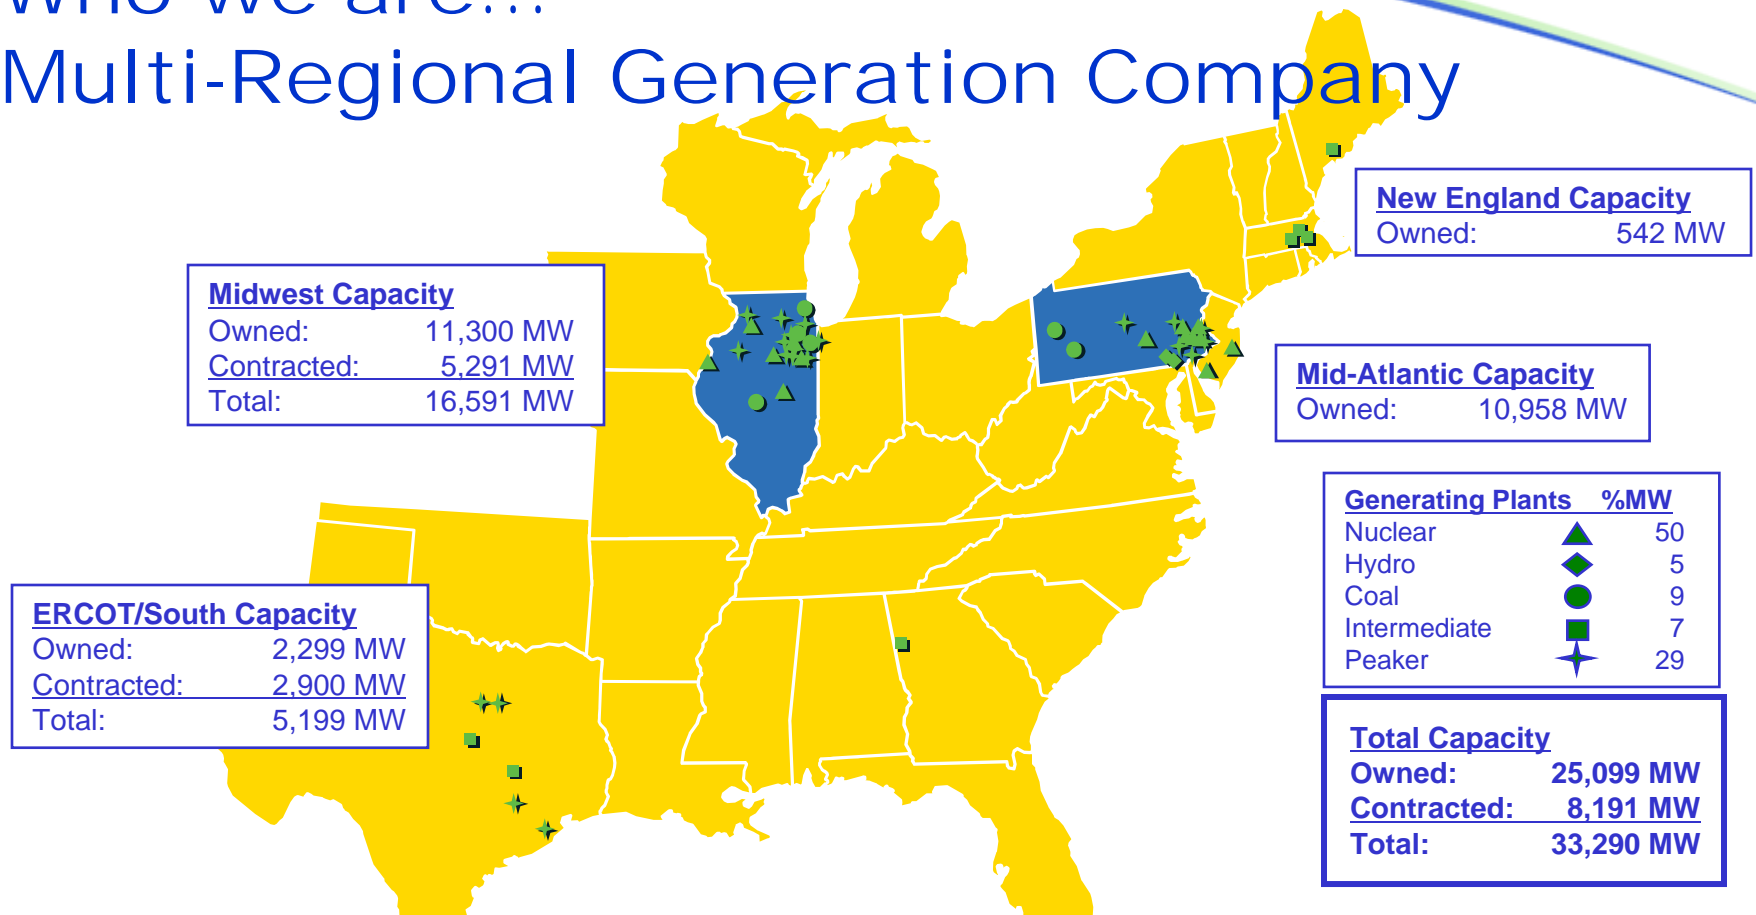 Who we are...
Multi-Regional Generation Company
New England Capacity
Owned: 542 MW
Midwest Capacity
Owned: 11,300 MW
Contracted: 5,291 MW
Total: 16,591 MW
Mid-Atlantic Capacity
Owned: 10,958 MW
Generating Plants %MW
Nuclear 50
Hydro 5
Coal 9
Intermediate 7
Peaker 29
ERCOT/South Capacity
Owned: 2,299 MW
Contracted: 2,900 MW
Total: 5,199 MW
Total Capacity
Owned: 25,099 MW
Contracted: 8,191 MW
Total: 33,290 MW